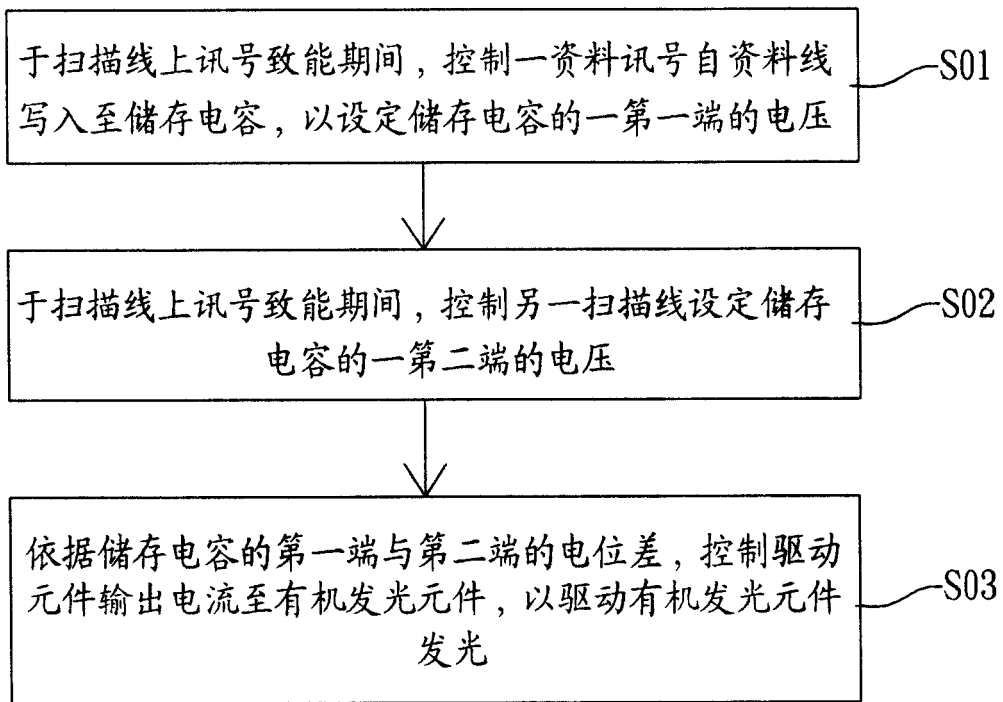 于扫描线上讯号致能期间，控制一资料讯号自资料线
写入至储存电容，以设定储存电容的一第一端的电压
S01
于扫描线上讯号致能期间，控制另一扫描线设定储存
电容的一第二端的电压
S02
依据储存电容的第一端与第二端的电位差，控制驱动
元件输出电流至有机发光元件，以驱动有机发光元件
发光
S03